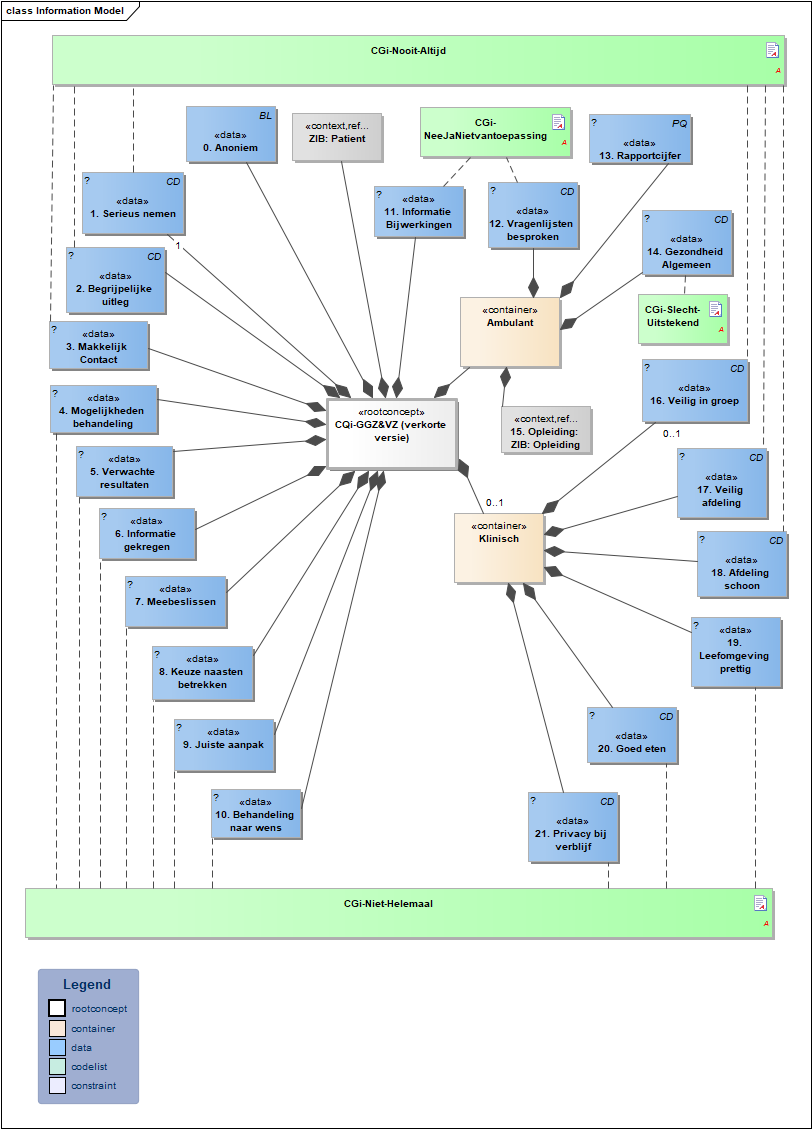 class Information Model
CGi-Nooit-Altijd
A
BL
«data»
0. Anoniem
«context,ref...
ZIB: Patient
CGi-
NeeJaNietvantoepassing
A
? PQ
«data»
13. Rapportcijfer
? CD
«data»
1. Serieus nemen
1
?
«data»
11. Informatie
Bijwerkingen
? CD
«data»
12. Vragenlijsten
besproken
? CD
«data»
14. Gezondheid
Algemeen
? CD
«data»
2. Begrijpelijke
uitleg
CGi-Slecht-
Uitstekend
A
«container»
Ambulant
?
«data»
3. Makkelijk
Contact
? CD
«data»
16. Veilig in groep
0..1
?
«data»
4. Mogelijkheden
behandeling
«rootconcept»
CQi-GGZ&VZ (verkorte
versie)
«context,ref...
15. Opleiding:
ZIB: Opleiding
?
«data»
5. Verwachte
resultaten
? CD
«data»
17. Veilig
afdeling
0..1
«container»
Klinisch
?
«data»
6. Informatie
gekregen
? CD
«data»
18. Afdeling
schoon
?
«data»
7. Meebeslissen
?
«data»
19.
Leefomgeving
prettig
?
«data»
8. Keuze naasten
betrekken
?
«data»
9. Juiste aanpak
? CD
«data»
20. Goed eten
?
«data»
10. Behandeling
naar wens
? CD
«data»
21. Privacy bij
verblijf
CGi-Niet-Helemaal
A
Legend
rootconcept
container
data
codelist
constraint